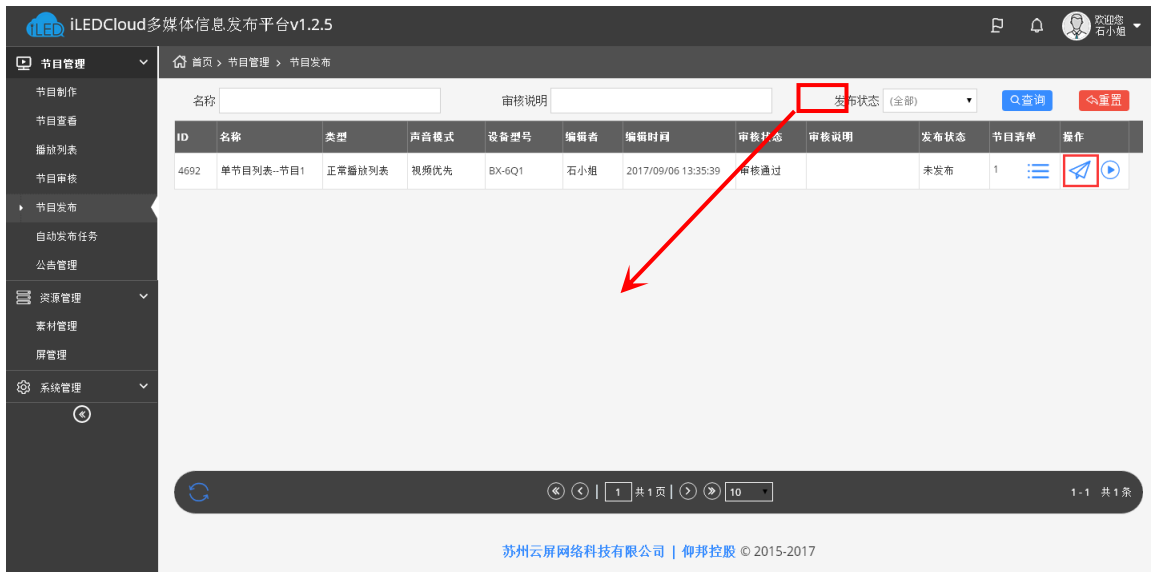 iLED iLEDCloud多媒体信息发布平台v1.2.5
欢迎您
石小姐
节目管理
首页 > 节目管理 > 节目发布
节目制作
节目查看
播放列表
节目审核
节目发布
自动发布任务
公告管理
资源管理
素材管理
屏管理
系统管理
名称 审核说明 发布状态 (全部) 查询 重置
ID 名称 类型 声音模式 设备型号 编辑者 编辑时间 审核状态 审核说明 发布状态 节目清单 操作
4692 单节目列表--节目1 正常播放列表 视频优先 BX-6Q1 石小姐 2017/09/06 13:35:39 审核通过 未发布 1
| 1 共1页 | 10 1-1 共1条
苏州云屏网络科技有限公司 | 仰邦控股 © 2015-2017